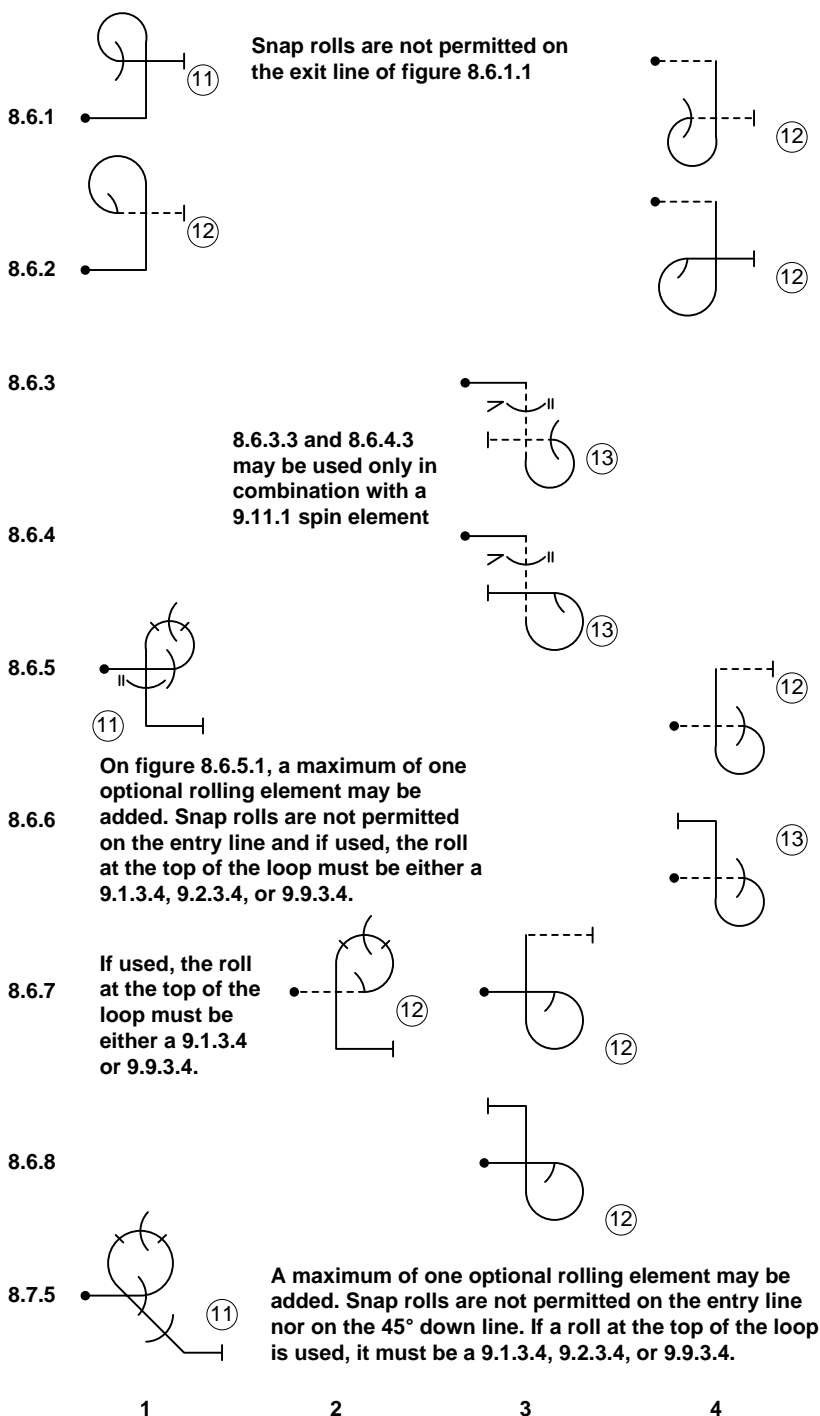 Snap rolls are not permitted on
the exit line of figure 8.6.1.1
11
8.6.1
12
12
8.6.2
12
8.6.3
8.6.3.3 and 8.6.4.3
may be used only in
combination with a
9.11.1 spin element
13
8.6.4
13
8.6.5
12
11
On figure 8.6.5.1, a maximum of one
optional rolling element may be
added. Snap rolls are not permitted
on the entry line and if used, the roll
at the top of the loop must be either a
9.1.3.4, 9.2.3.4, or 9.9.3.4.
8.6.6
13
If used, the roll
at the top of the
loop must be
either a 9.1.3.4
or 9.9.3.4.
8.6.7
12
12
8.6.8
12
8.7.5
11
A maximum of one optional rolling element may be
added. Snap rolls are not permitted on the entry line
nor on the 45° down line. If a roll at the top of the loop
is used, it must be a 9.1.3.4, 9.2.3.4, or 9.9.3.4.
1 2 3 4